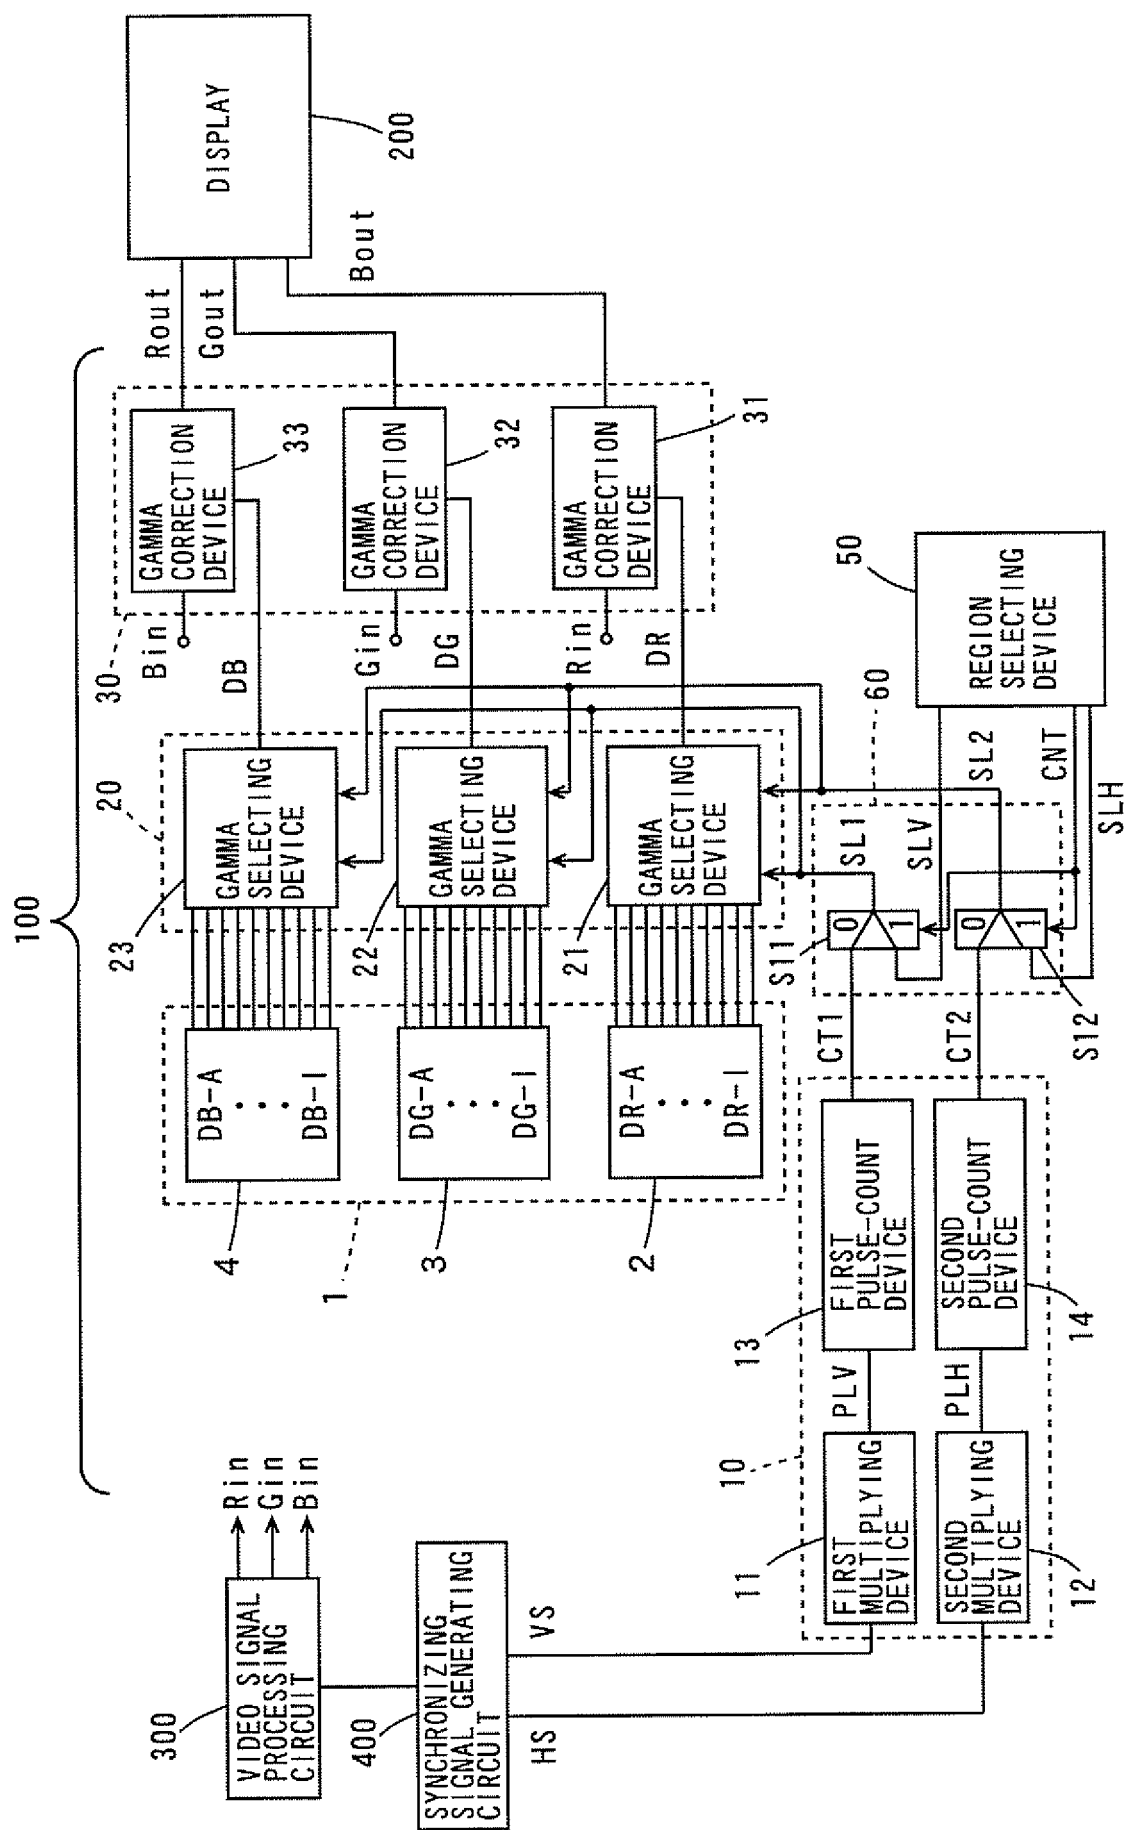 100
300
VIDEO SIGNAL
PROCESSING
CIRCUIT
Rin
Gin
Bin
400
SYNCHRONIZING
SIGNAL GENERATING
CIRCUIT
HS
VS
1
4
DB-A
DB-I
3
DG-A
DG-I
2
DR-A
DR-I
20
23
GAMMA
SELECTING
DEVICE
22
GAMMA
SELECTING
DEVICE
21
GAMMA
SELECTING
DEVICE
30
Bin
DB
GAMMA
CORRECTION
DEVICE
33
Gin
DG
GAMMA
CORRECTION
DEVICE
32
Rin
DR
GAMMA
CORRECTION
DEVICE
31
Rout
Gout
Bout
DISPLAY
200
10
11
FIRST
MULTIPLYING
DEVICE
PLV
13
FIRST
PULSE-COUNT
DEVICE
CT1
SECOND
MULTIPLYING
DEVICE
12
PLH
SECOND
PULSE-COUNT
DEVICE
14
CT2
S11
0
1
SL1
SLV
60
S12
0
1
SL2
CNT
SLH
50
REGION
SELECTING
DEVICE